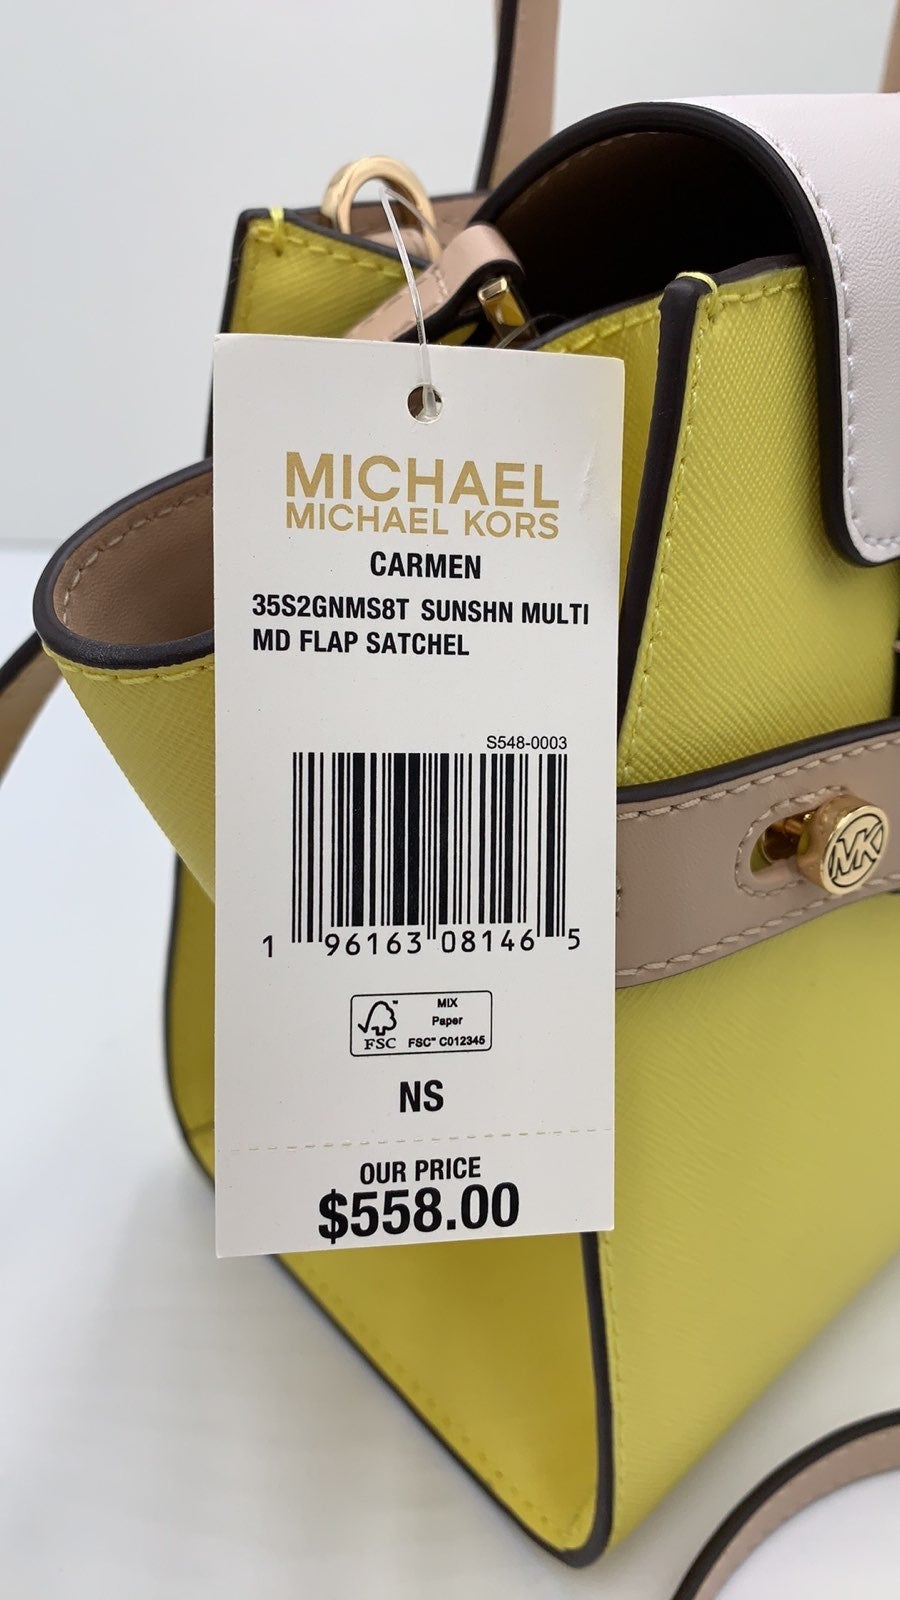 MICHAEL
MICHAEL KORS
CARMEN
35S2GNMS8T SUNSHN MULTI
MD FLAP SATCHEL
S548-0003
1 96163 08146 5
MIX
Paper
FSC™ C012345
FSC
NS
OUR PRICE
$558.00
MK